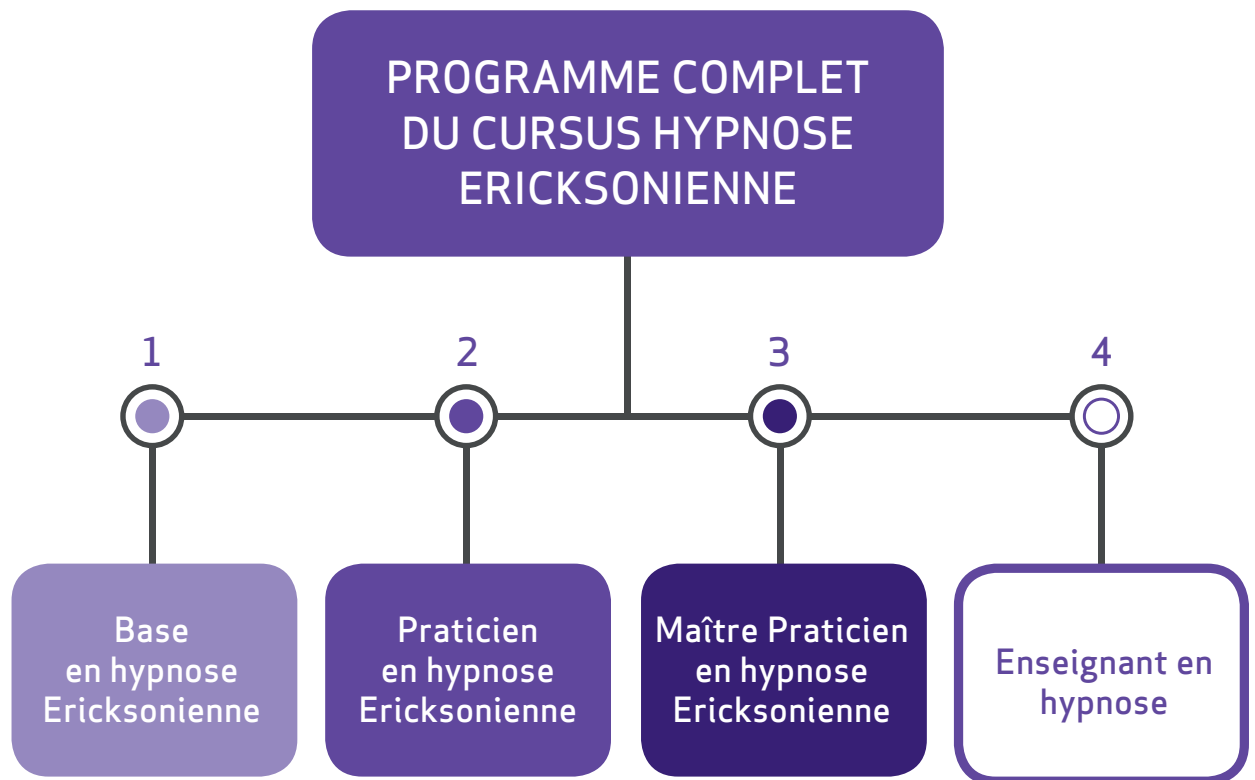 PROGRAMME COMPLET
DU CURSUS HYPNOSE
ERICKSONIENNE
1
2
3
4
Base
en hypnose
Ericksonienne
Praticien
en hypnose
Ericksonienne
Maître Praticien
en hypnose
Ericksonienne
Enseignant en
hypnose